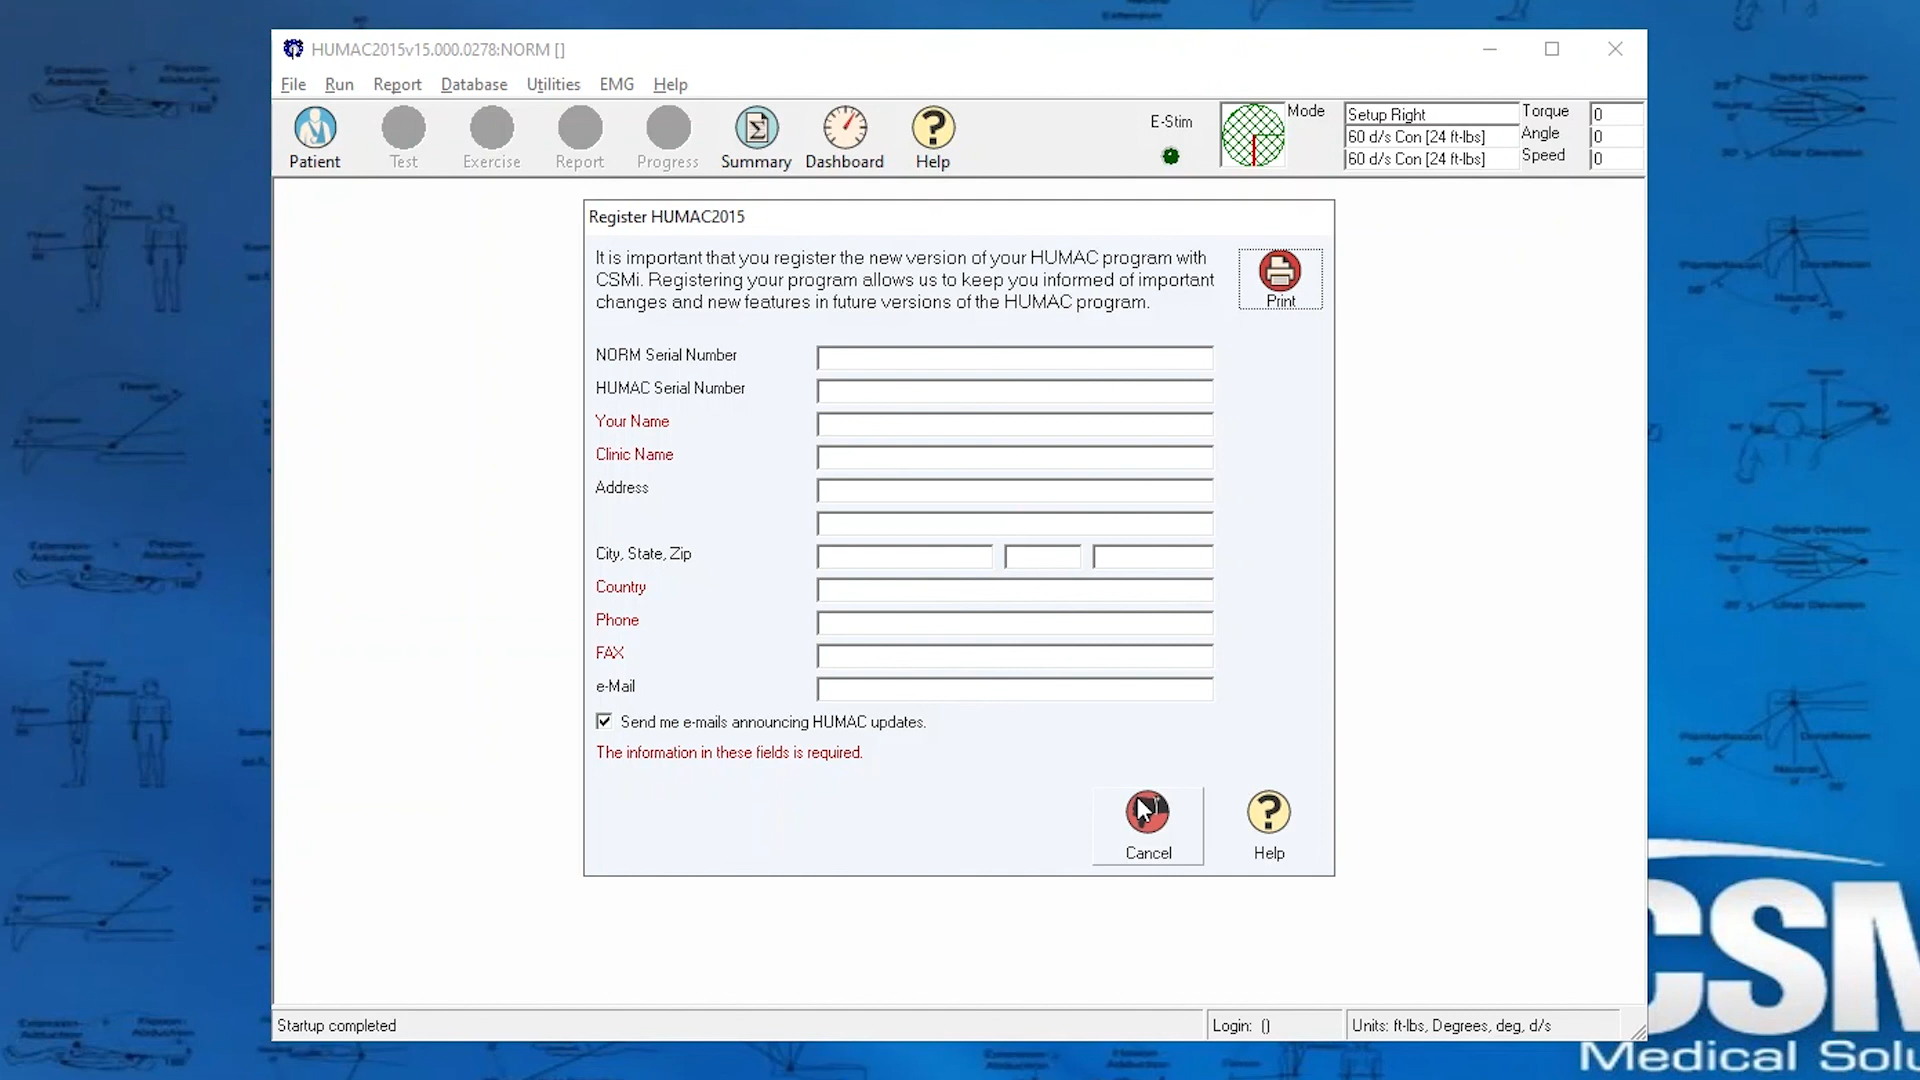 HUMAC2015v15.000.0278:NORM []
File Run Report Database Utilities EMG Help
Patient Test Exercise Report Progress Summary Dashboard Help
E-Stim
Mode
Setup Right
60 d/s Con [24 ft-lbs]
60 d/s Con [24 ft-lbs]
Torque 0
Angle 0
Speed 0
Register HUMAC2015
It is important that you register the new version of your HUMAC program with
CSMi. Registering your program allows us to keep you informed of important
changes and new features in future versions of the HUMAC program.
Print
NORM Serial Number
HUMAC Serial Number
Your Name
Clinic Name
Address
City, State, Zip
Country
Phone
FAX
e-Mail
Send me e-mails announcing HUMAC updates.
The information in these fields is required.
Cancel Help
Startup completed
Login: ()
Units: ft-lbs, Degrees, deg, d/s
CSM
Medical Solu